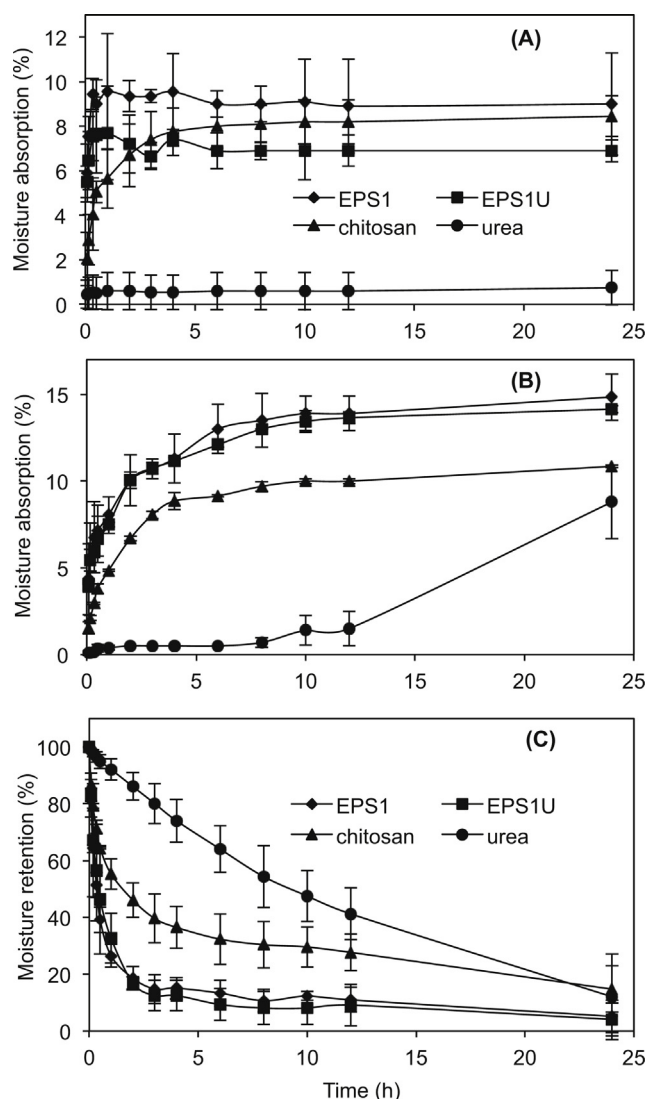 (A)
Moisture absorption (%)
12
10
8
6
4
2
0
EPS1 EPS1U
chitosan urea
0 5 10 15 20 25
(B)
Moisture absorption (%)
15
10
5
0
0 5 10 15 20 25
(C)
Moisture retention (%)
100
80
60
40
20
0
EPS1 EPS1U
chitosan urea
0 5 10 15 20 25
Time (h)